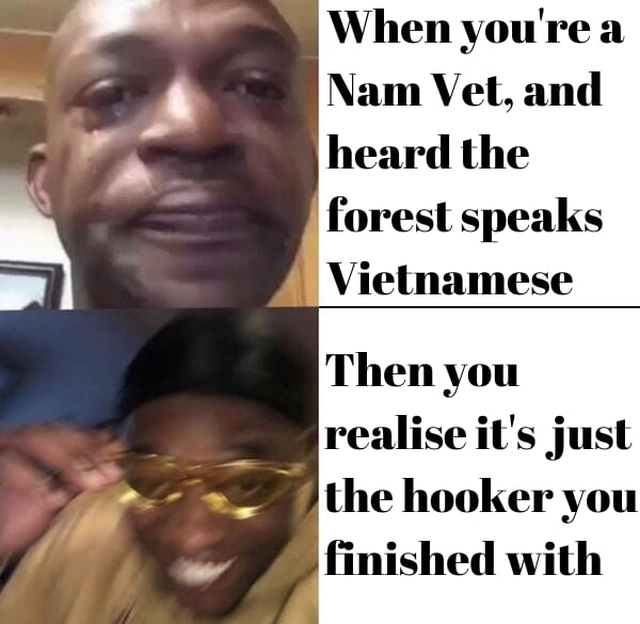 When you're a
Nam Vet, and
heard the
forest speaks
Vietnamese
Then you
realise it's just
the hooker you
finished with